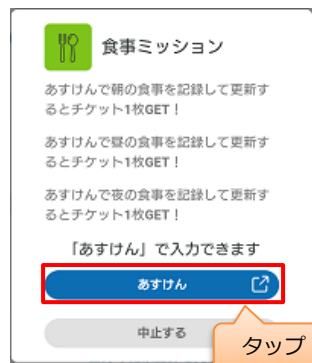 食事ミッション
あすけんで朝の食事を記録して更新す
るとチケット1枚GET！
あすけんで昼の食事を記録して更新す
るとチケット1枚GET！
あすけんで夜の食事を記録して更新す
るとチケット1枚GET！
「あすけん」で入力できます
あすけん
中止する
タップ